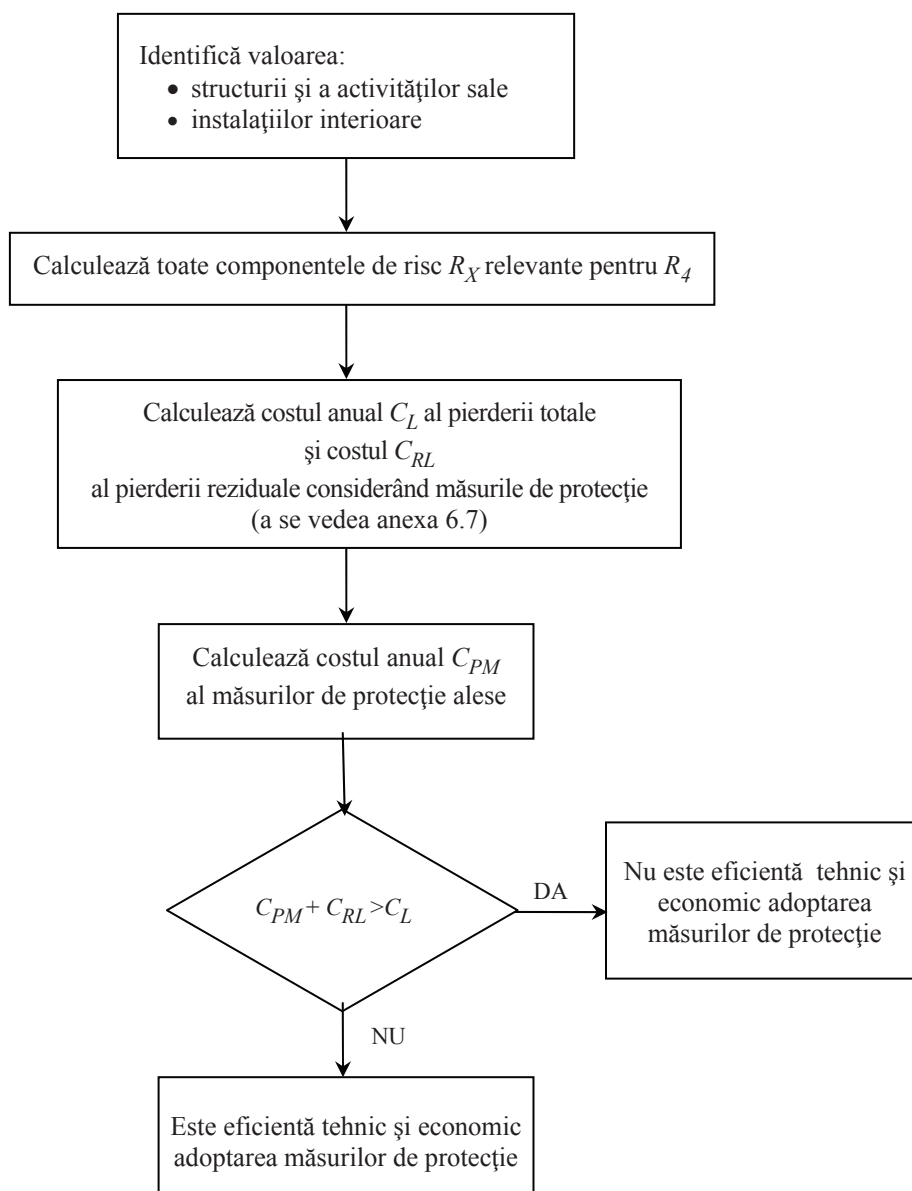 Identifică valoarea:
• structurii şi a activităţilor sale
• instalaţiilor interioare
Calculează toate componentele de risc R_X relevante pentru R_4
Calculează costul anual C_L al pierderii totale
şi costul C_RL
al pierderii reziduale considerând măsurile de protecţie
(a se vedea anexa 6.7)
Calculează costul anual C_PM
al măsurilor de protecţie alese
C_PM + C_RL >C_L
DA
Nu este eficientă tehnic şi
economic adoptarea
măsurilor de protecţie
NU
Este eficientă tehnic şi economic
adoptarea măsurilor de protecţie